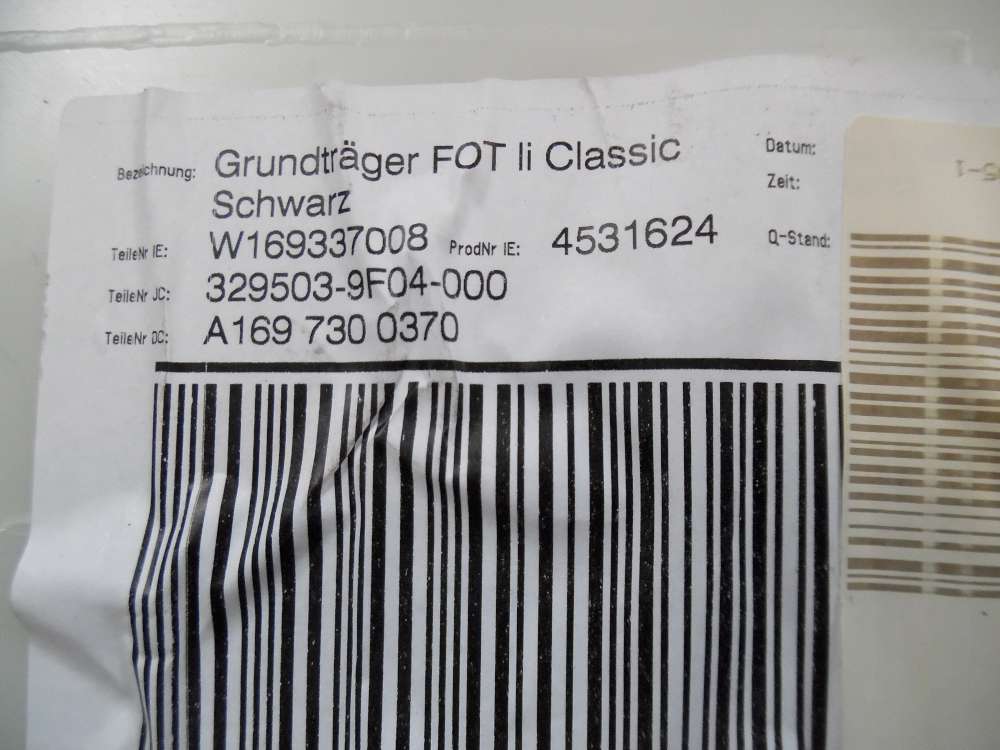 Bezeichnung: Grundträger FOT li Classic
Schwarz
TeileNr IE: W169337008 ProdNr IE: 4531624
TeileNr JC: 329503-9F04-000
TeileNr DC: A169 730 0370
Datum:
Zeit:
Q-Stand: